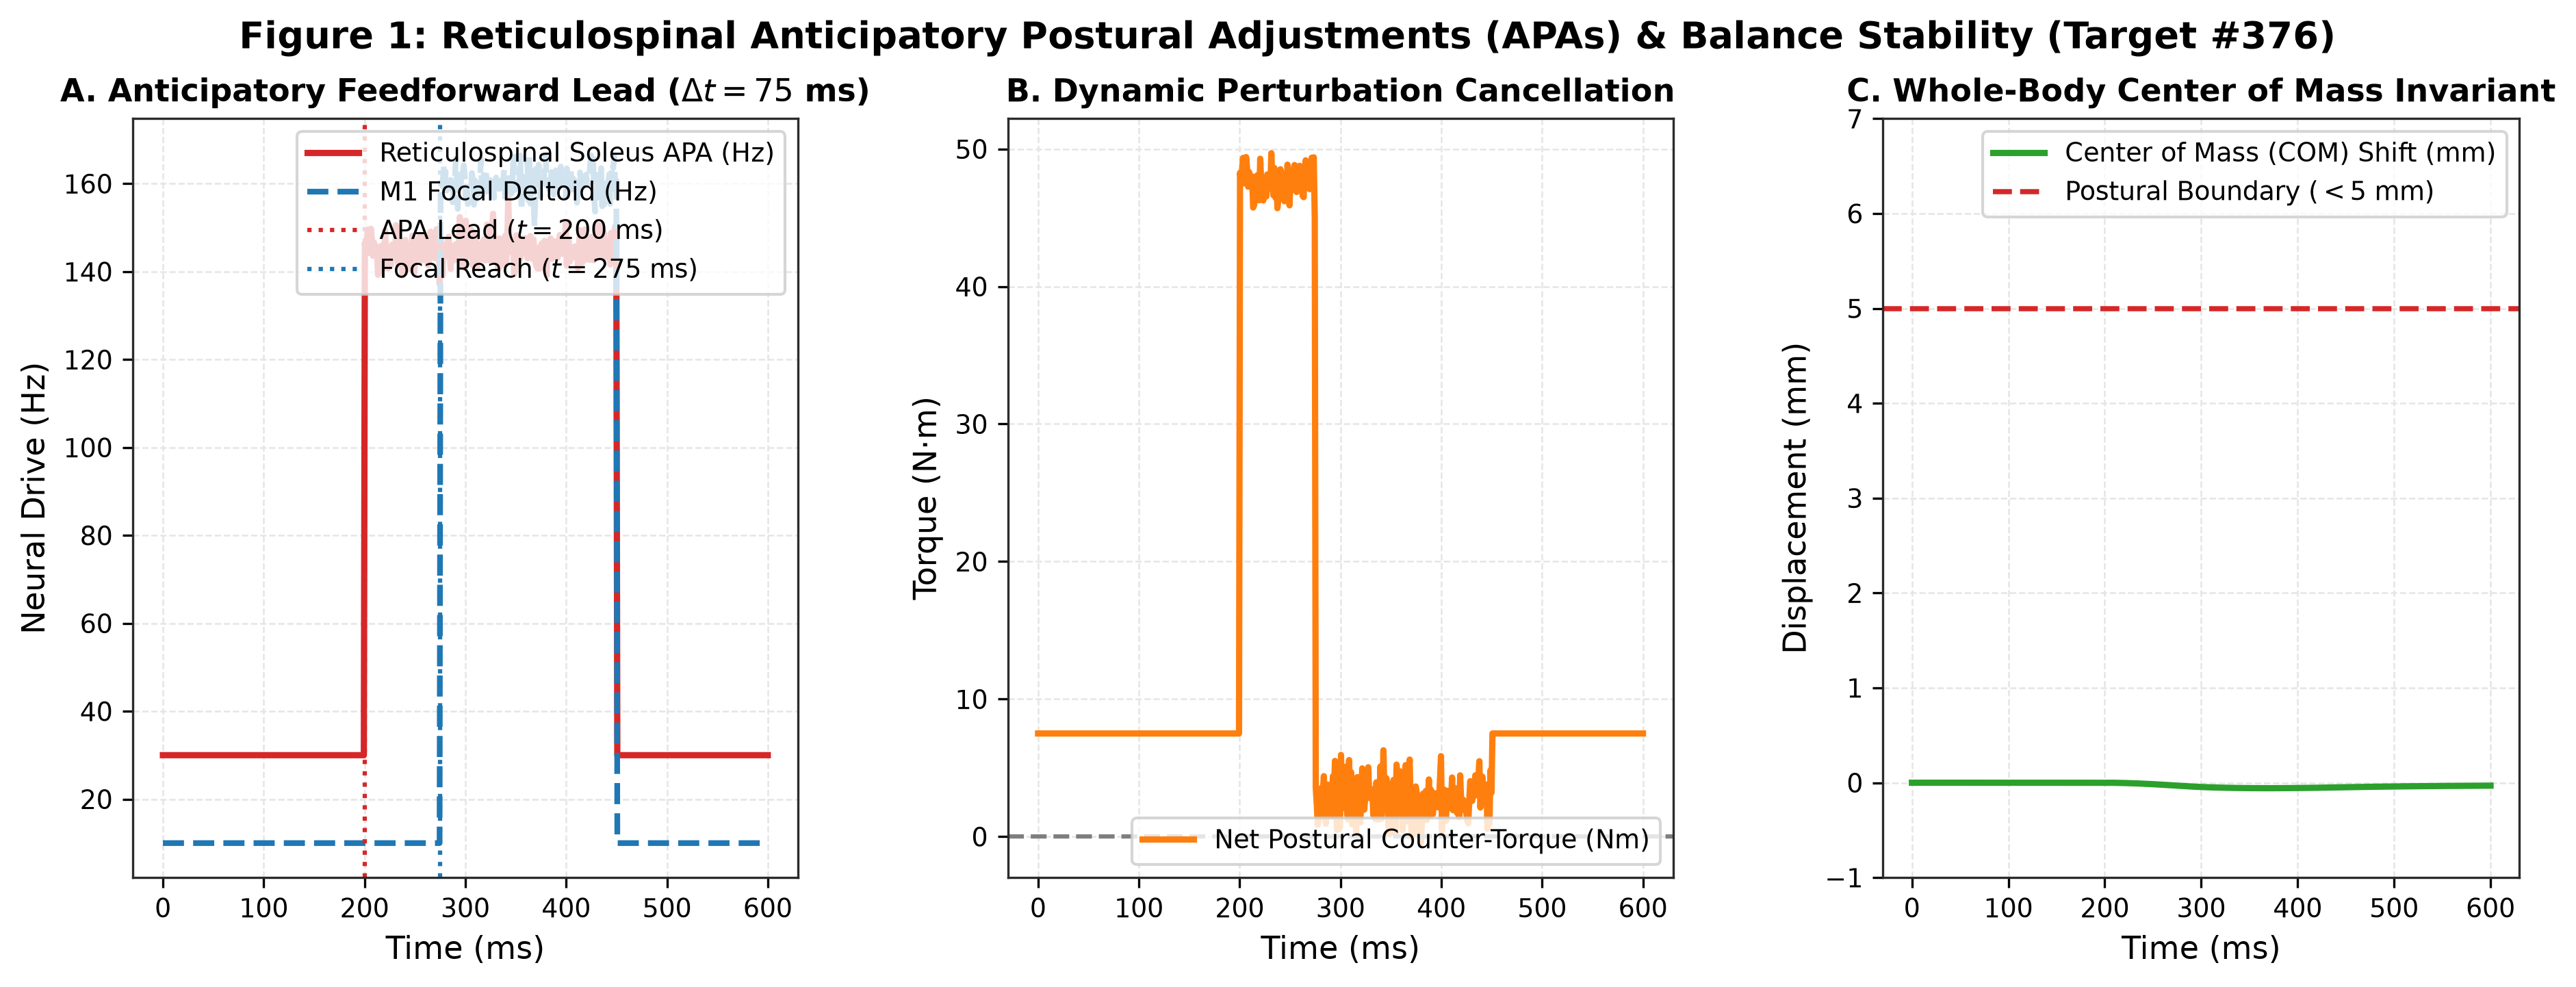 Figure 1: Reticulospinal Anticipatory Postural Adjustments (APAs) & Balance Stability (Target #376)
A. Anticipatory Feedforward Lead (Δt = 75 ms)
Reticulospinal Soleus APA (Hz)
M1 Focal Deltoid (Hz)
APA Lead (t = 200 ms)
Focal Reach (t = 275 ms)
Neural Drive (Hz)
160
140
120
100
80
60
40
20
0 100 200 300 400 500 600
Time (ms)
B. Dynamic Perturbation Cancellation
Torque (N·m)
50
40
30
20
10
0
Net Postural Counter-Torque (Nm)
0 100 200 300 400 500 600
Time (ms)
C. Whole-Body Center of Mass Invariant
Center of Mass (COM) Shift (mm)
Postural Boundary (< 5 mm)
Displacement (mm)
7
6
5
4
3
2
1
0
−1
0 100 200 300 400 500 600
Time (ms)